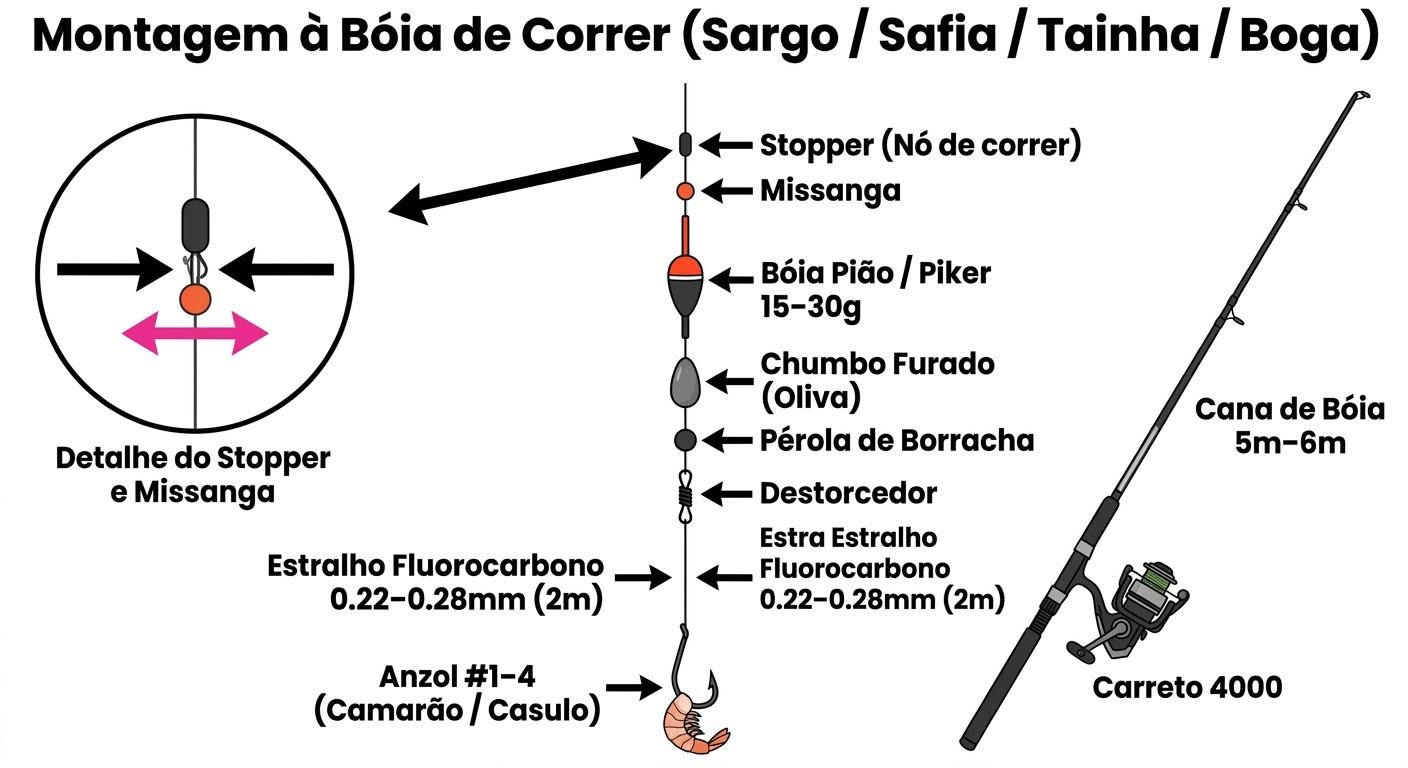 Montagem à Bóia de Correr (Sargo / Safia / Tainha / Boga)
Stopper (Nó de correr)
Missanga
Bóia Pião / Piker
15-30g
Chumbo Furado
(Oliva)
Pérola de Borracha
Destorcedor
Estra Estralho
Fluorocarbono
0.22-0.28mm (2m)
Estralho Fluorocarbono
0.22-0.28mm (2m)
Anzol #1-4
(Camarão / Casulo)
Detalhe do Stopper
e Missanga
Cana de Bóia
5m-6m
Carreto 4000